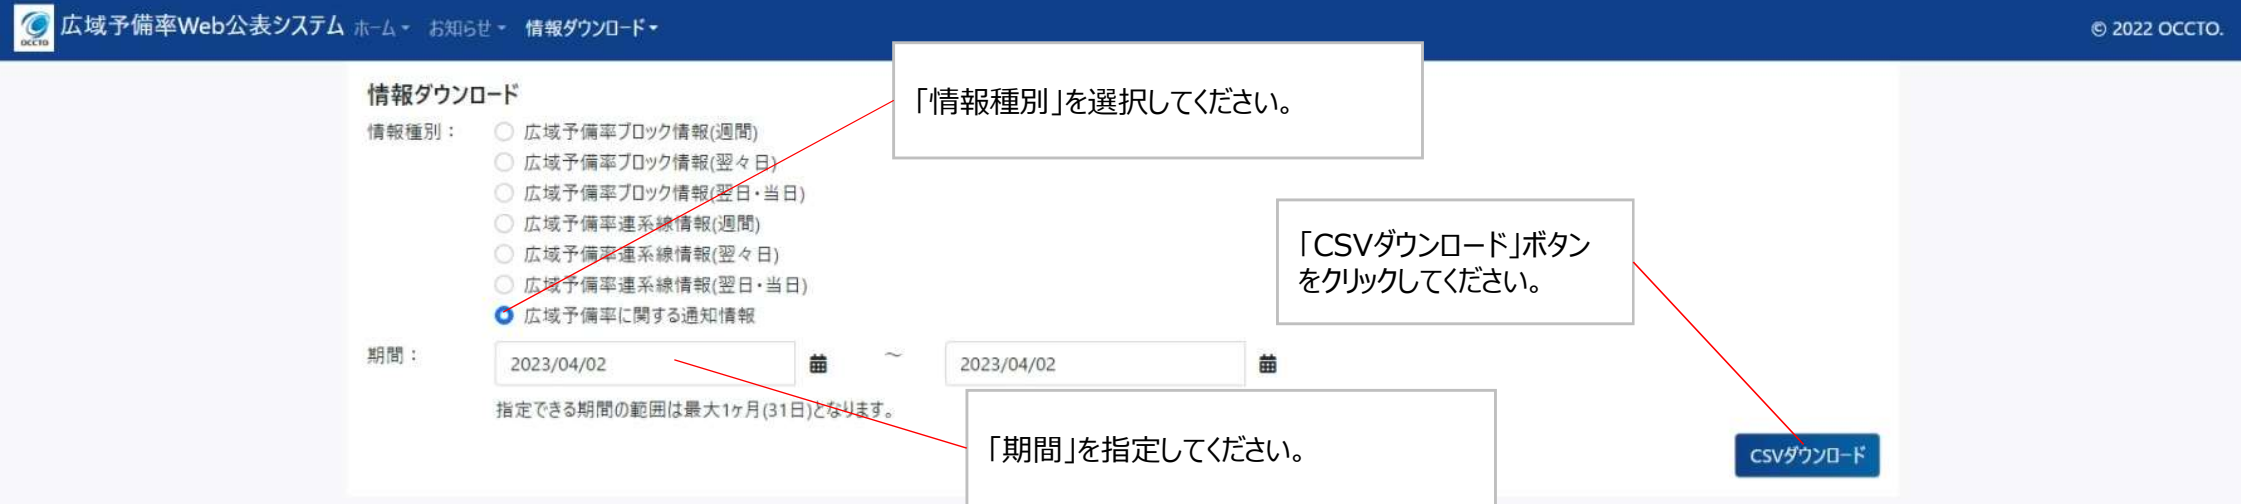 OCCTO 広域予備率Web公表システム ホーム お知らせ 情報ダウンロード © 2022 OCCTO.
情報ダウンロード
「情報種別」を選択してください。
情報種別： 広域予備率ブロック情報(週間)
広域予備率ブロック情報(翌々日)
広域予備率ブロック情報(翌日・当日)
広域予備率連系線情報(週間)
広域予備率連系線情報(翌々日)
広域予備率連系線情報(翌日・当日)
広域予備率に関する通知情報
「CSVダウンロード」ボタン
をクリックしてください。
期間： 2023/04/02 ～ 2023/04/02
指定できる期間の範囲は最大1ヶ月(31日)となります。
「期間」を指定してください。
CSVダウンロード